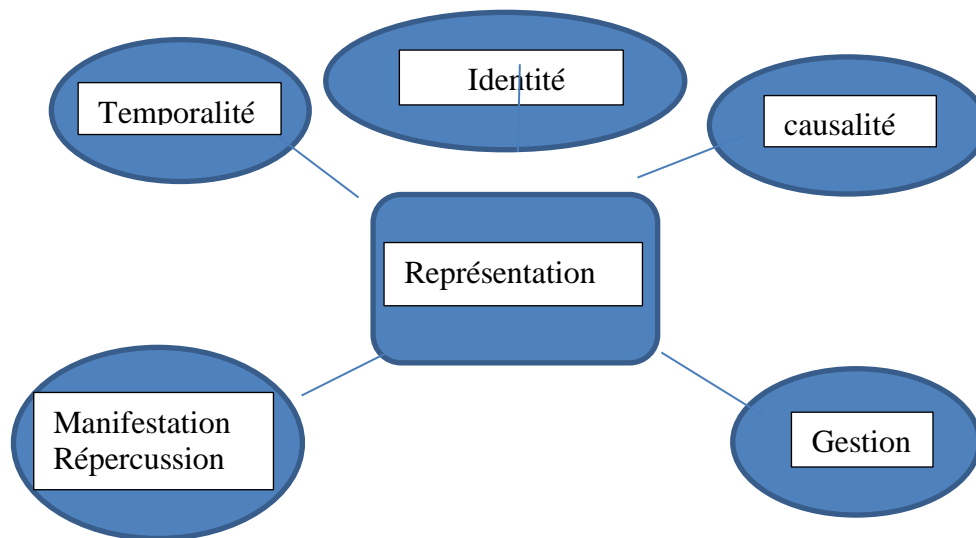 Identité
Temporalité
causalité
Représentation
Manifestation
Répercussion
Gestion